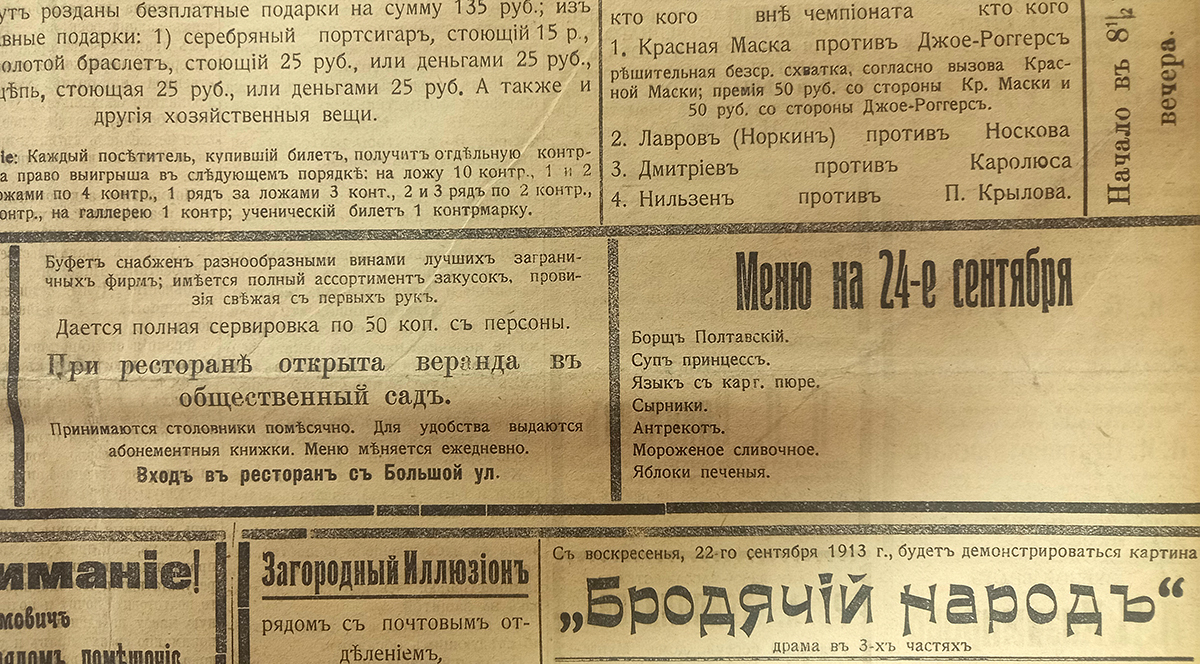 утъ розданы безплатные подарки на сумму 135 руб.; изъ
вные подарки: 1) серебряный портсигаръ, стоющій 15 р.,
олотой браслетъ, стоющій 25 руб., или деньгами 25 руб.,
цѣпь, стоющая 25 руб., или деньгами 25 руб. А также и
другія хозяйственныя вещи.
іе: Каждый посѣтитель, купившій билетъ, получитъ отдѣльную контр-
а право выигрыша въ слѣдующемъ порядкѣ: на ложу 10 контр., 1 и 2
ожами по 4 контр., 1 рядъ за ложами 3 конт., 2 и 3 рядъ по 2 контр.,
онтр., на галлерею 1 контр; ученическій билетъ 1 контрмарку.
кто кого внѣ чемпіоната кто кого
1. Красная Маска противъ Джое-Роггерсъ
рѣшительная безср. схватка, согласно вызова Крас-
ной Маски; премія 50 руб. со стороны Кр. Маски и
50 руб. со стороны Джое-Роггерсъ.
2. Лавровъ (Норкинъ) противъ Носкова
3. Дмитріевъ противъ Каролюса
4. Нильзенъ противъ П. Крылова.
Начало въ 8 1/2
вечера.
Буфетъ снабженъ разнообразными винами лучшихъ заграни-
чныхъ фирмъ; имѣется полный ассортиментъ закусокъ, прови-
зія свѣжая съ первыхъ рукъ.
Дается полная сервировка по 50 коп. съ персоны.
При ресторанѣ открыта веранда въ
общественный садъ.
Принимаются столовники помѣсячно. Для удобства выдаются
абонементныя книжки. Меню мѣняется ежедневно.
Входъ въ ресторанъ съ Большой ул.
Меню на 24-е сентября
Борщъ Полтавскій.
Супъ принцессъ.
Языкъ съ карт. пюре.
Сырники.
Антрекотъ.
Мороженое сливочное.
Яблоки печеныя.
иманіе!
мовичъ
рядомъ помѣщеніе
Загородный Иллюзіонъ
рядомъ съ почтовымъ от-
дѣленіемъ,
Съ воскресенья, 22-го сентября 1913 г., будетъ демонстрироваться картина
„Бродячій народъ“
драма въ 3-хъ частяхъ